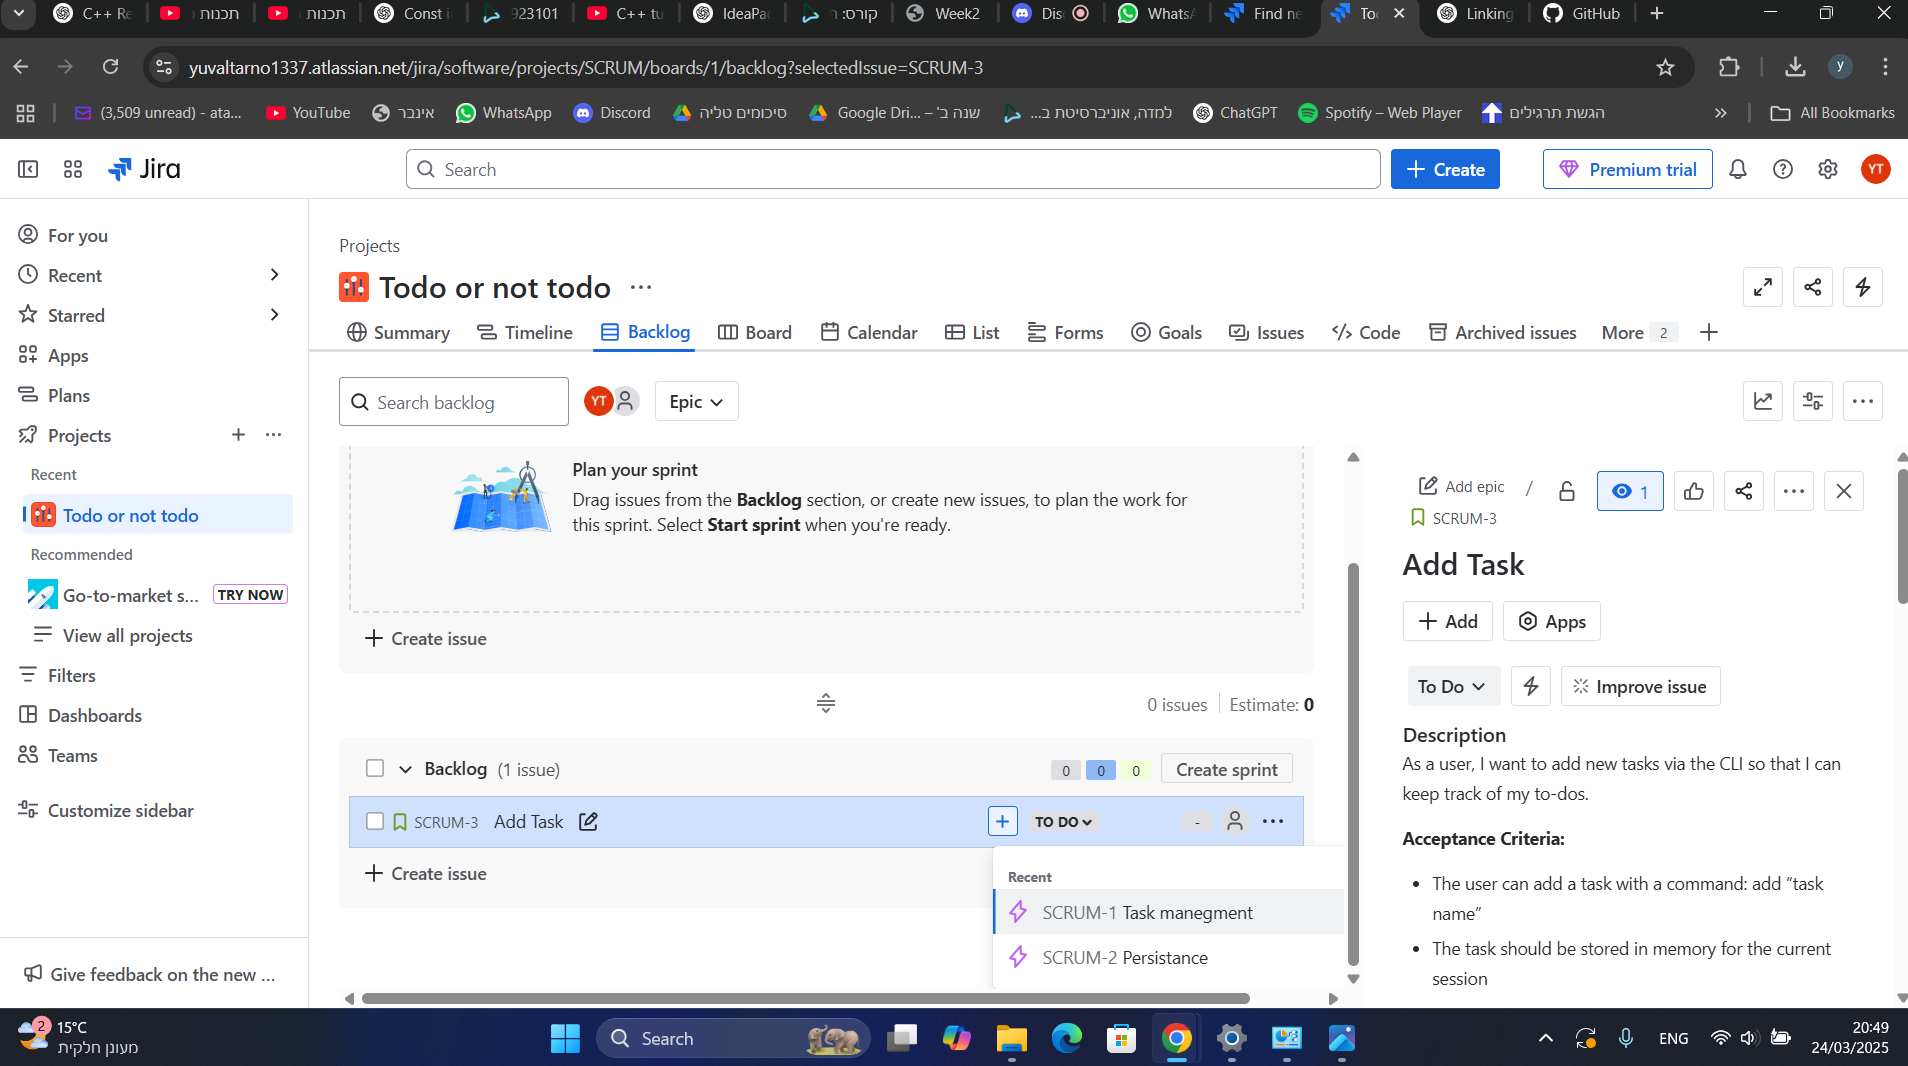 C++ Re
תכנות
תכנות
Const i
923101
C++ tu
IdeaPad
קורס:
Week2
Dis
WhatsA
Find ne
To
Linking
GitHub
yuvaltarno1337.atlassian.net/jira/software/projects/SCRUM/boards/1/backlog?selectedIssue=SCRUM-3
y
(3,509 unread) - ata...
YouTube
אינבר
WhatsApp
Discord
סיכומים טליה
שנה ב' – Google Dri...
למדה, אוניברסיטת ב...
ChatGPT
Spotify – Web Player
הגשת תרגילים
All Bookmarks
Jira
Search
Create
Premium trial
YT
For you
Recent
Starred
Apps
Plans
Projects
Recent
Todo or not todo
Recommended
Go-to-market s...
TRY NOW
View all projects
Filters
Dashboards
Teams
Customize sidebar
Give feedback on the new ...
Projects
Todo or not todo
Summary
Timeline
Backlog
Board
Calendar
List
Forms
Goals
Issues
Code
Archived issues
More 2
Search backlog
YT
Epic
Plan your sprint
Drag issues from the Backlog section, or create new issues, to plan the work for
this sprint. Select Start sprint when you're ready.
Create issue
0 issues
Estimate: 0
Backlog (1 issue)
0 0 0
Create sprint
SCRUM-3 Add Task
TO DO
-
Create issue
Recent
SCRUM-1 Task manegment
SCRUM-2 Persistance
Add epic
/
1
SCRUM-3
Add Task
Add
Apps
To Do
Improve issue
Description
As a user, I want to add new tasks via the CLI so that I can
keep track of my to-dos.
Acceptance Criteria:
• The user can add a task with a command: add “task
name”
• The task should be stored in memory for the current
session
2
15°C
מעונן חלקית
Search
ENG
20:49
24/03/2025